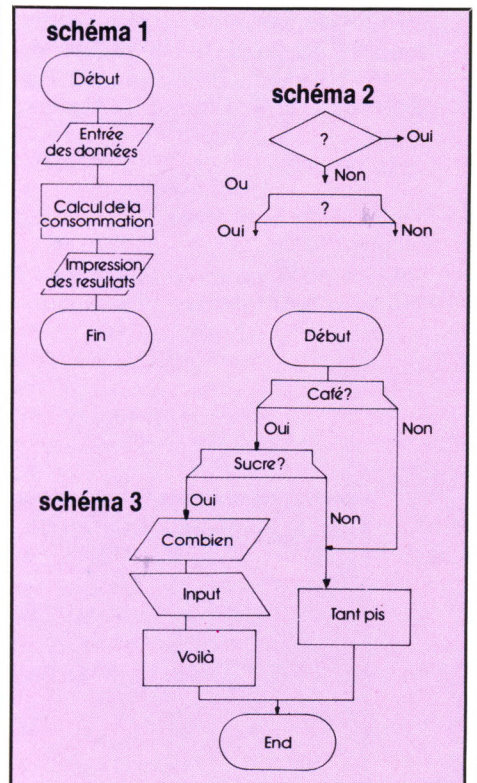 schéma 1
Début
Entrée
des données
Calcul de la
consommation
Impression
des resultats
Fin
schéma 2
?
Oui
Non
Ou
?
Oui
Non
schéma 3
Début
Café?
Oui
Non
Sucre?
Oui
Non
Combien
Input
Tant pis
Voilà
End